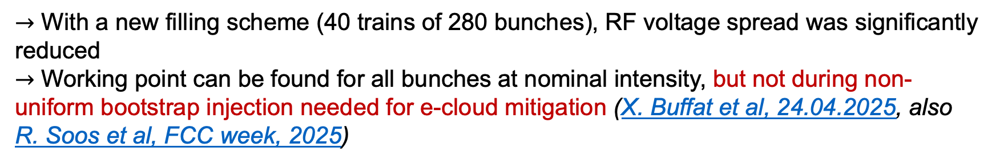 → With a new filling scheme (40 trains of 280 bunches), RF voltage spread was significantly
reduced
→ Working point can be found for all bunches at nominal intensity, but not during non-
uniform bootstrap injection needed for e-cloud mitigation (X. Buffat et al, 24.04.2025, also
R. Soos et al, FCC week, 2025)